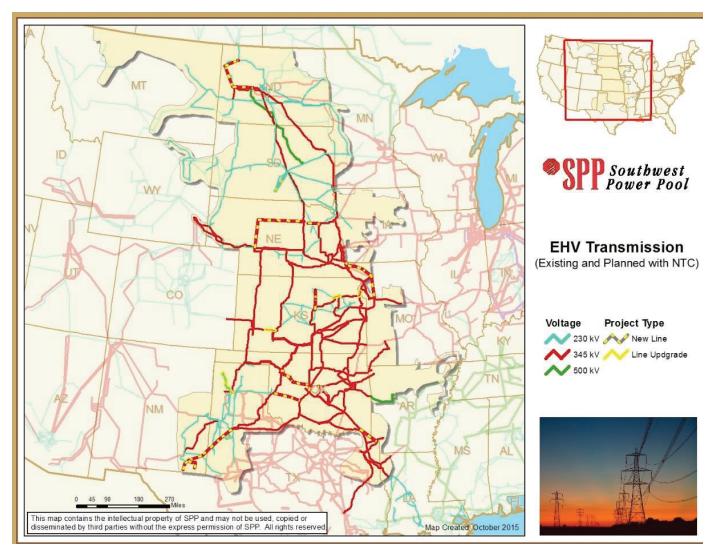 MT
ND
MN
ID
SD
WI
MI
WY
IA
NE
NV
IL
IN
UT
CO
KS
MO
KY
OK
TN
AZ
NM
AR
MS
AL
TX
LA
0 45 90 180 270
Miles
This map contains the intellectual property of SPP and may not be used, copied or
disseminated by third parties without the express permission of SPP. All rights reserved.
Map Created October 2015
SPP Southwest
Power Pool
EHV Transmission
(Existing and Planned with NTC)
Voltage Project Type
230 kV New Line
345 kV Line Updgrade
500 kV